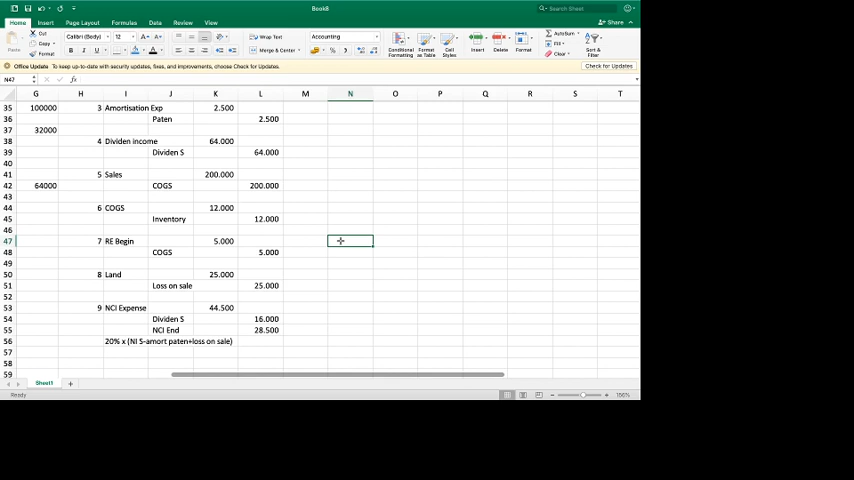 Book8
Search Sheet
Home Insert Page Layout Formulas Data Review View
Share
Paste
Cut
Copy
Format
Calibri (Body) 12
B I U
Wrap Text
Merge & Center
Accounting
Conditional Formatting
Format as Table
Cell Styles
Insert Delete Format
AutoSum
Fill
Sort & Filter
Office Update To keep up-to-date with security updates, fixes, and improvements, choose Check for Updates.
Check for Updates
N47 fx
G H I J K L M N O P Q R S T
35 100000 3 Amortisation Exp 2.500
36 Paten 2.500
37 32000
38 4 Dividen income 64.000
39 Dividen S 64.000
40
41 5 Sales 200.000
42 64000 COGS 200.000
43
44 6 COGS 12.000
45 Inventory 12.000
46
47 7 RE Begin 5.000
48 COGS 5.000
49
50 8 Land 25.000
51 Loss on sale 25.000
52
53 9 NCI Expense 44.500
54 Dividen S 16.000
55 NCI End 28.500
56 20% x (NI S-amort paten+loss on sale)
57
58
59
Sheet1
Ready
156%